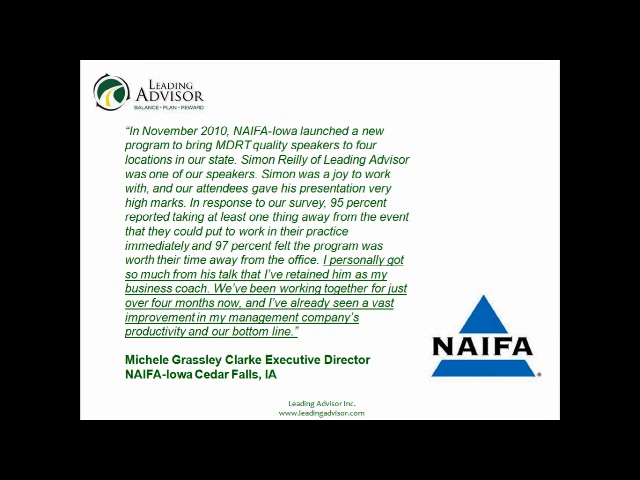 LEADING
ADVISOR
BALANCE • PLAN • REWARD
“In November 2010, NAIFA-Iowa launched a new
program to bring MDRT quality speakers to four
locations in our state. Simon Reilly of Leading Advisor
was one of our speakers. Simon was a joy to work
with, and our attendees gave his presentation very
high marks. In response to our survey, 95 percent
reported taking at least one thing away from the event
that they could put to work in their practice
immediately and 97 percent felt the program was
worth their time away from the office. I personally got
so much from his talk that I’ve retained him as my
business coach. We’ve been working together for just
over four months now, and I’ve already seen a vast
improvement in my management company’s
productivity and our bottom line.”
Michele Grassley Clarke Executive Director
NAIFA-Iowa Cedar Falls, IA
NAIFA®
Leading Advisor Inc.
www.leadingadvisor.com